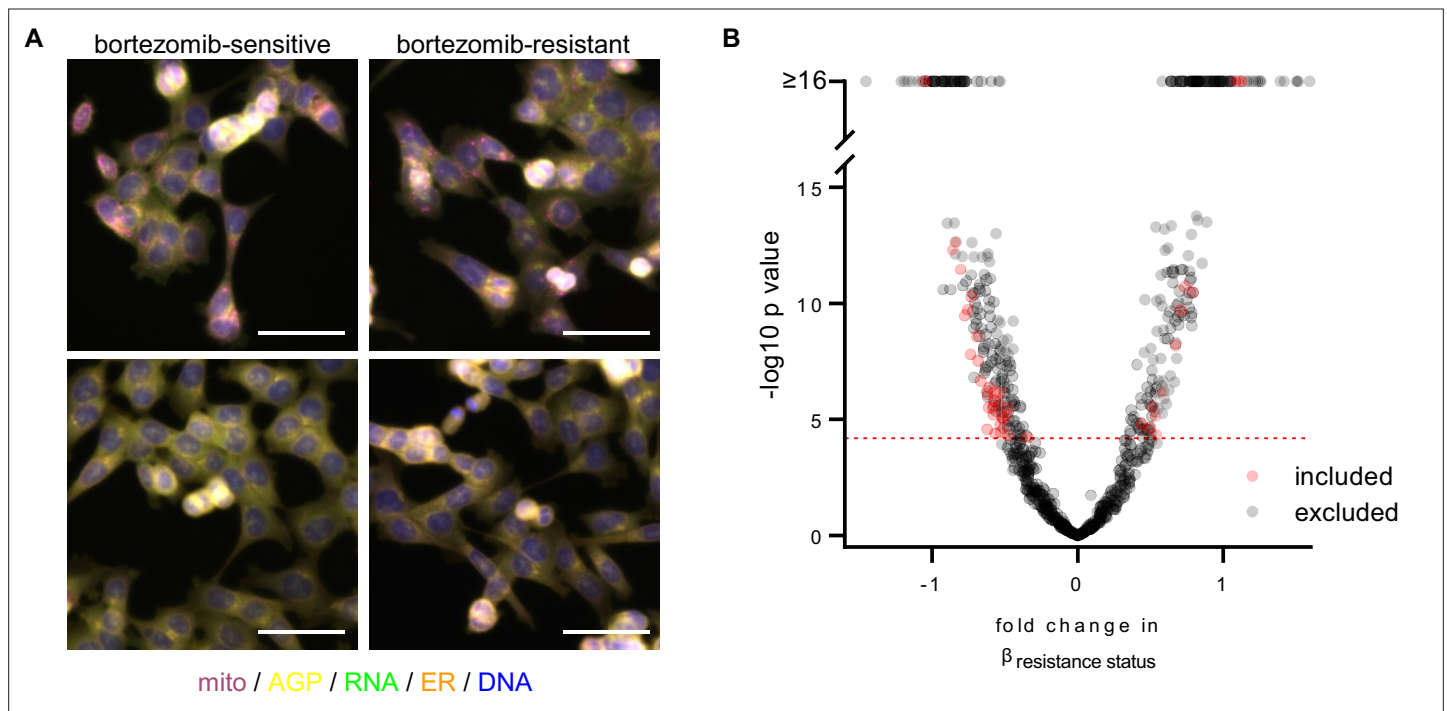 A
bortezomib-sensitive
bortezomib-resistant
mito / AGP / RNA / ER / DNA
B
≥16
15
10
5
0
-log10 p value
-1
0
1
fold change in
β resistance status
included
excluded